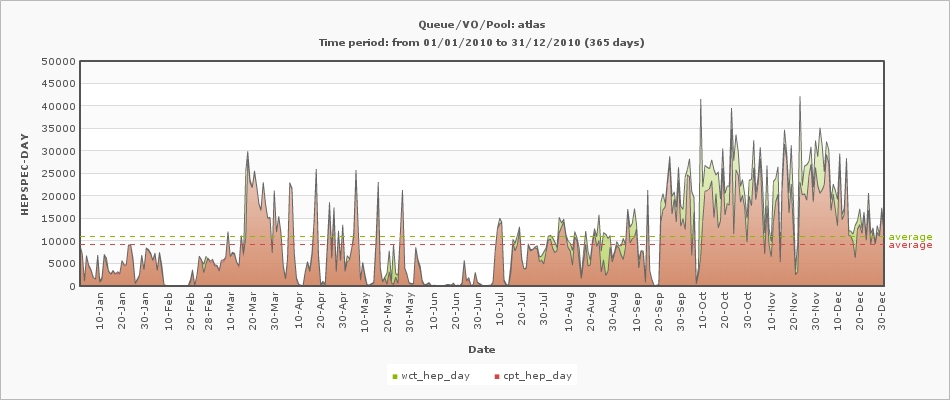 Queue/VO/Pool: atlas
Time period: from 01/01/2010 to 31/12/2010 (365 days)
HEPSPEC-DAY
50000
45000
40000
35000
30000
25000
20000
15000
10000
5000
0
average
average
10-Jan
20-Jan
30-Jan
10-Feb
20-Feb
28-Feb
10-Mar
20-Mar
30-Mar
10-Apr
20-Apr
30-Apr
10-May
20-May
30-May
10-Jun
20-Jun
30-Jun
10-Jul
20-Jul
30-Jul
10-Aug
20-Aug
30-Aug
10-Sep
20-Sep
30-Sep
10-Oct
20-Oct
30-Oct
10-Nov
20-Nov
30-Nov
10-Dec
20-Dec
30-Dec
Date
wct_hep_day cpt_hep_day